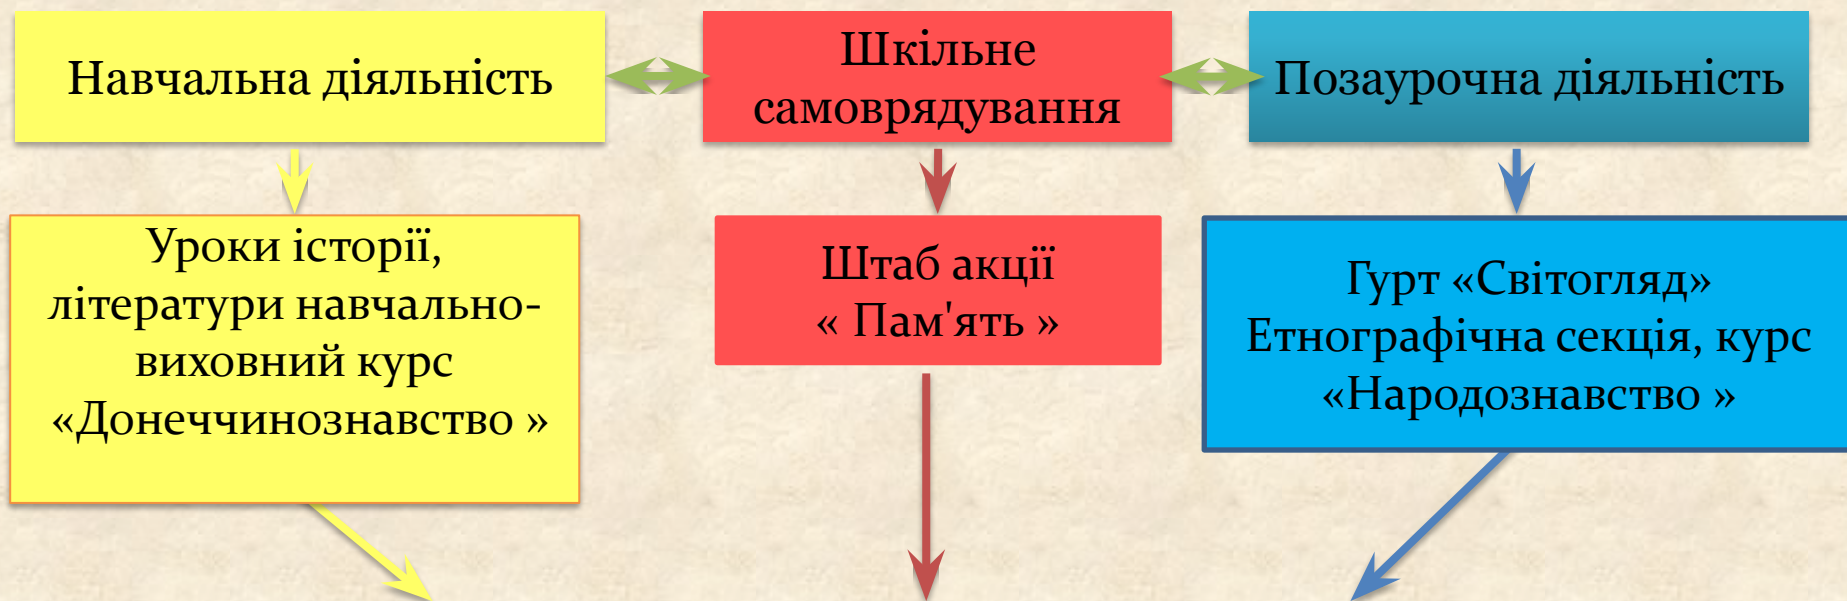 Навчальна діяльність
Шкільне
самоврядування
Позаурочна діяльність
Уроки історії,
літератури навчально-
виховний курс
«Донеччинознавство »
Штаб акції
« Пам'ять »
Гурт «Світогляд»
Етнографічна секція, курс
«Народознавство »